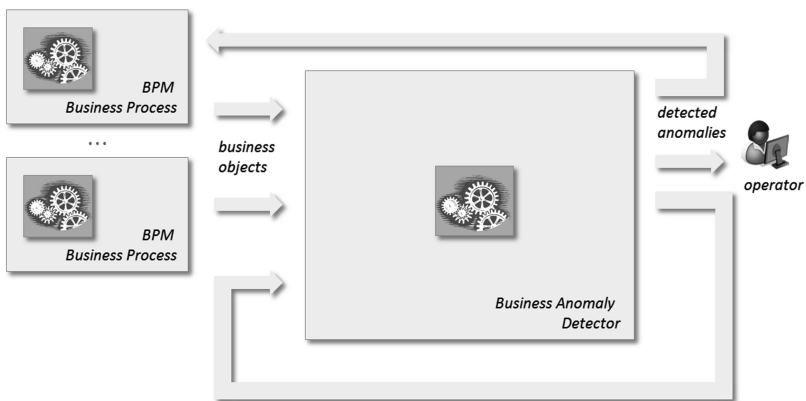 BPM
Business Process
...
BPM
Business Process
business
objects
Business Anomaly
Detector
detected
anomalies
operator